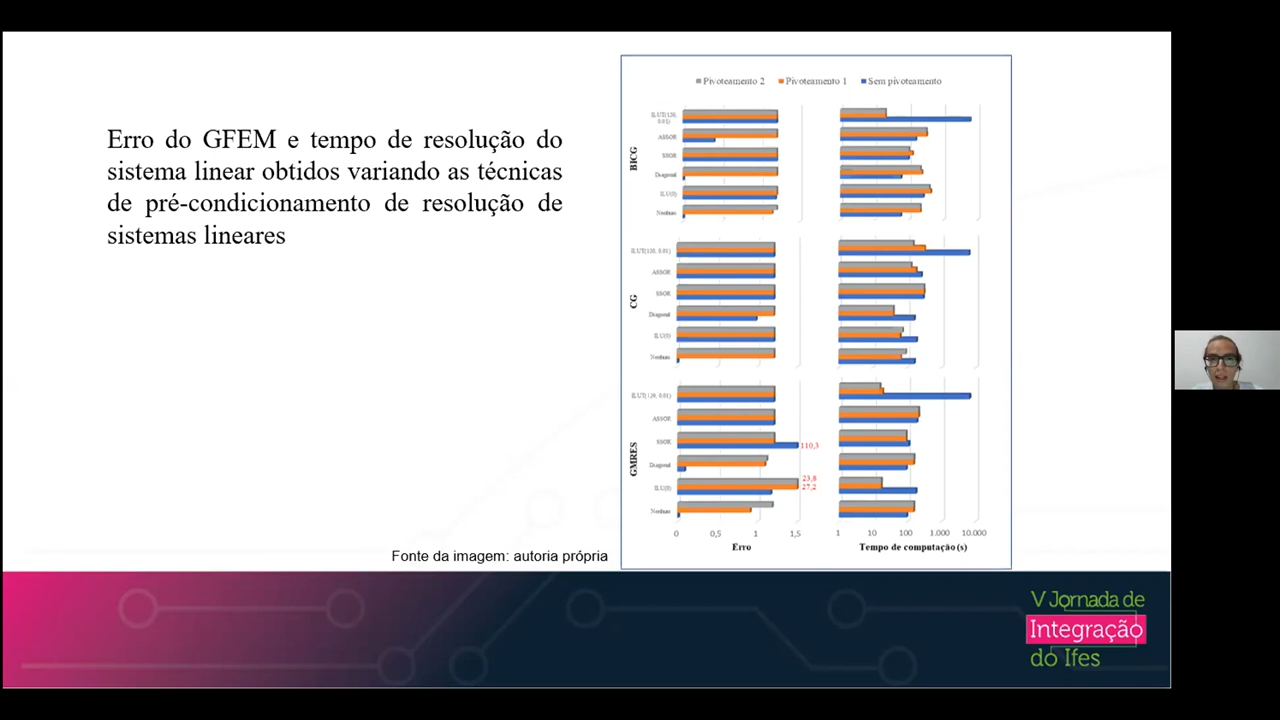 Erro do GFEM e tempo de resolução do
sistema linear obtidos variando as técnicas
de pré-condicionamento de resolução de
sistemas lineares
Pivoteamento 2 Pivoteamento 1 Sem pivoteamento
BICG
ASSOR
SSOR
Diagonal
ILU(0)
Nenhum
CG
ASSOR
SSOR
Diagonal
ILU(0)
Nenhum
GMRES
ASSOR
SSOR
110,3
Diagonal
23,8
ILU(0)
27,2
Nenhum
0 0,5 1 1,5
Erro
1 10 100 1.000 10.000
Tempo de computação (s)
Fonte da imagem: autoria própria
V Jornada de
Integração
do Ifes